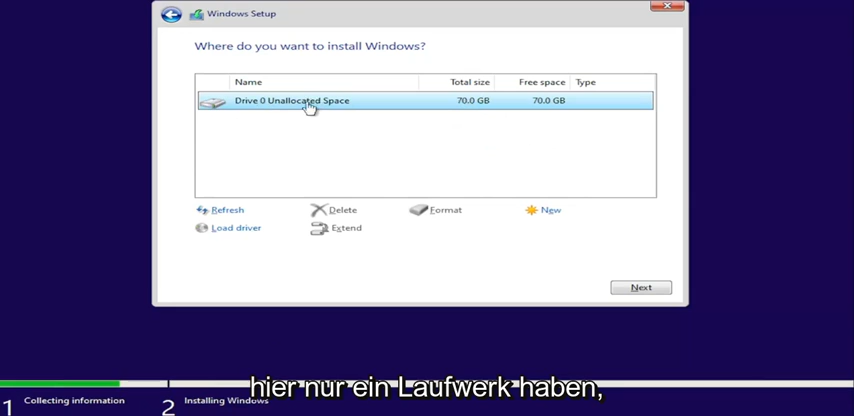 Windows Setup
Where do you want to install Windows?
Name Total size Free space Type
Drive 0 Unallocated Space 70.0 GB 70.0 GB
Refresh Delete Format New
Load driver Extend
Next
hier nur ein Laufwerk haben,
1 Collecting information 2 Installing Windows